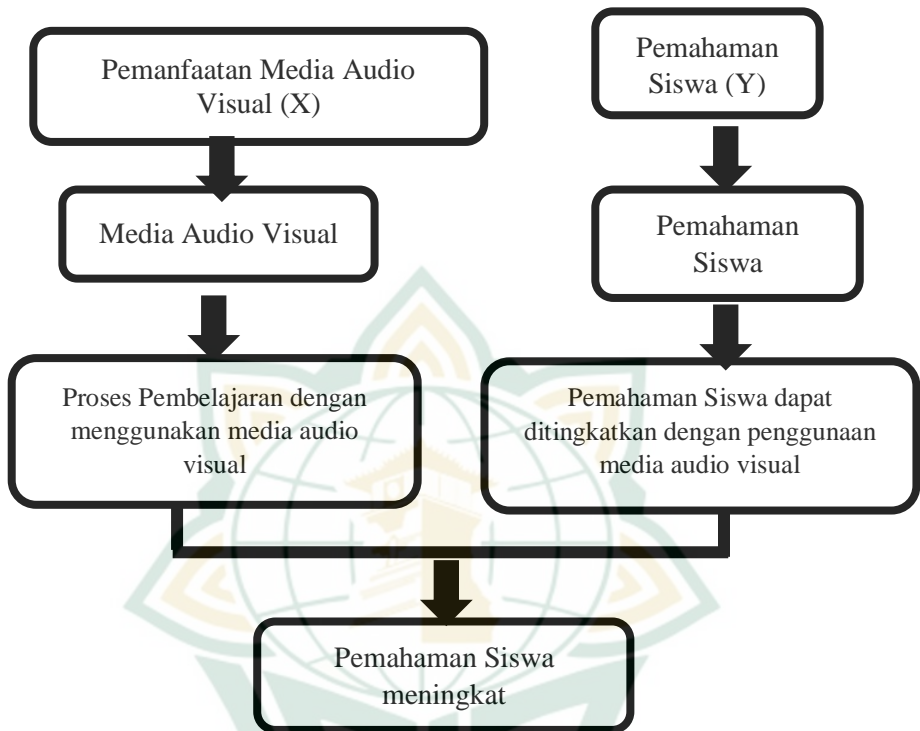 Pemanfaatan Media Audio
Visual (X)
Pemahaman
Siswa (Y)
Media Audio Visual
Pemahaman
Siswa
Proses Pembelajaran dengan
menggunakan media audio
visual
Pemahaman Siswa dapat
ditingkatkan dengan penggunaan
media audio visual
Pemahaman Siswa
meningkat